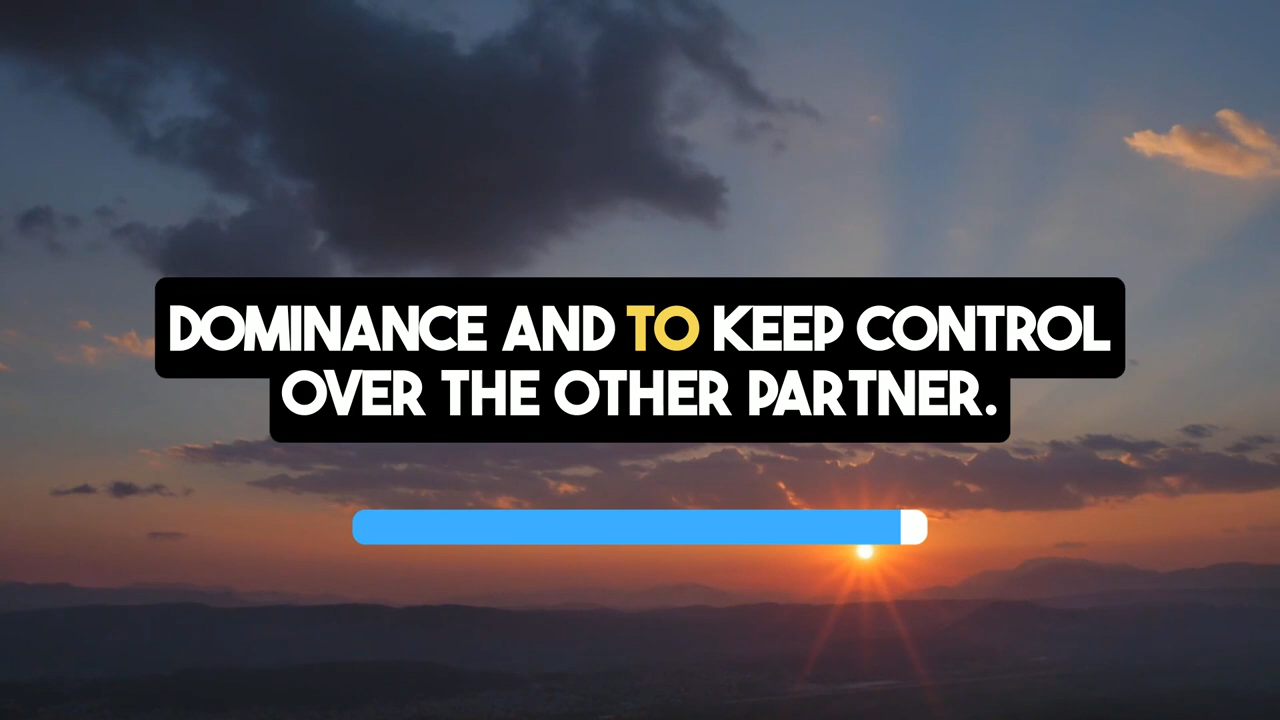 DOMINANCE AND TO KEEP CONTROL
OVER THE OTHER PARTNER.